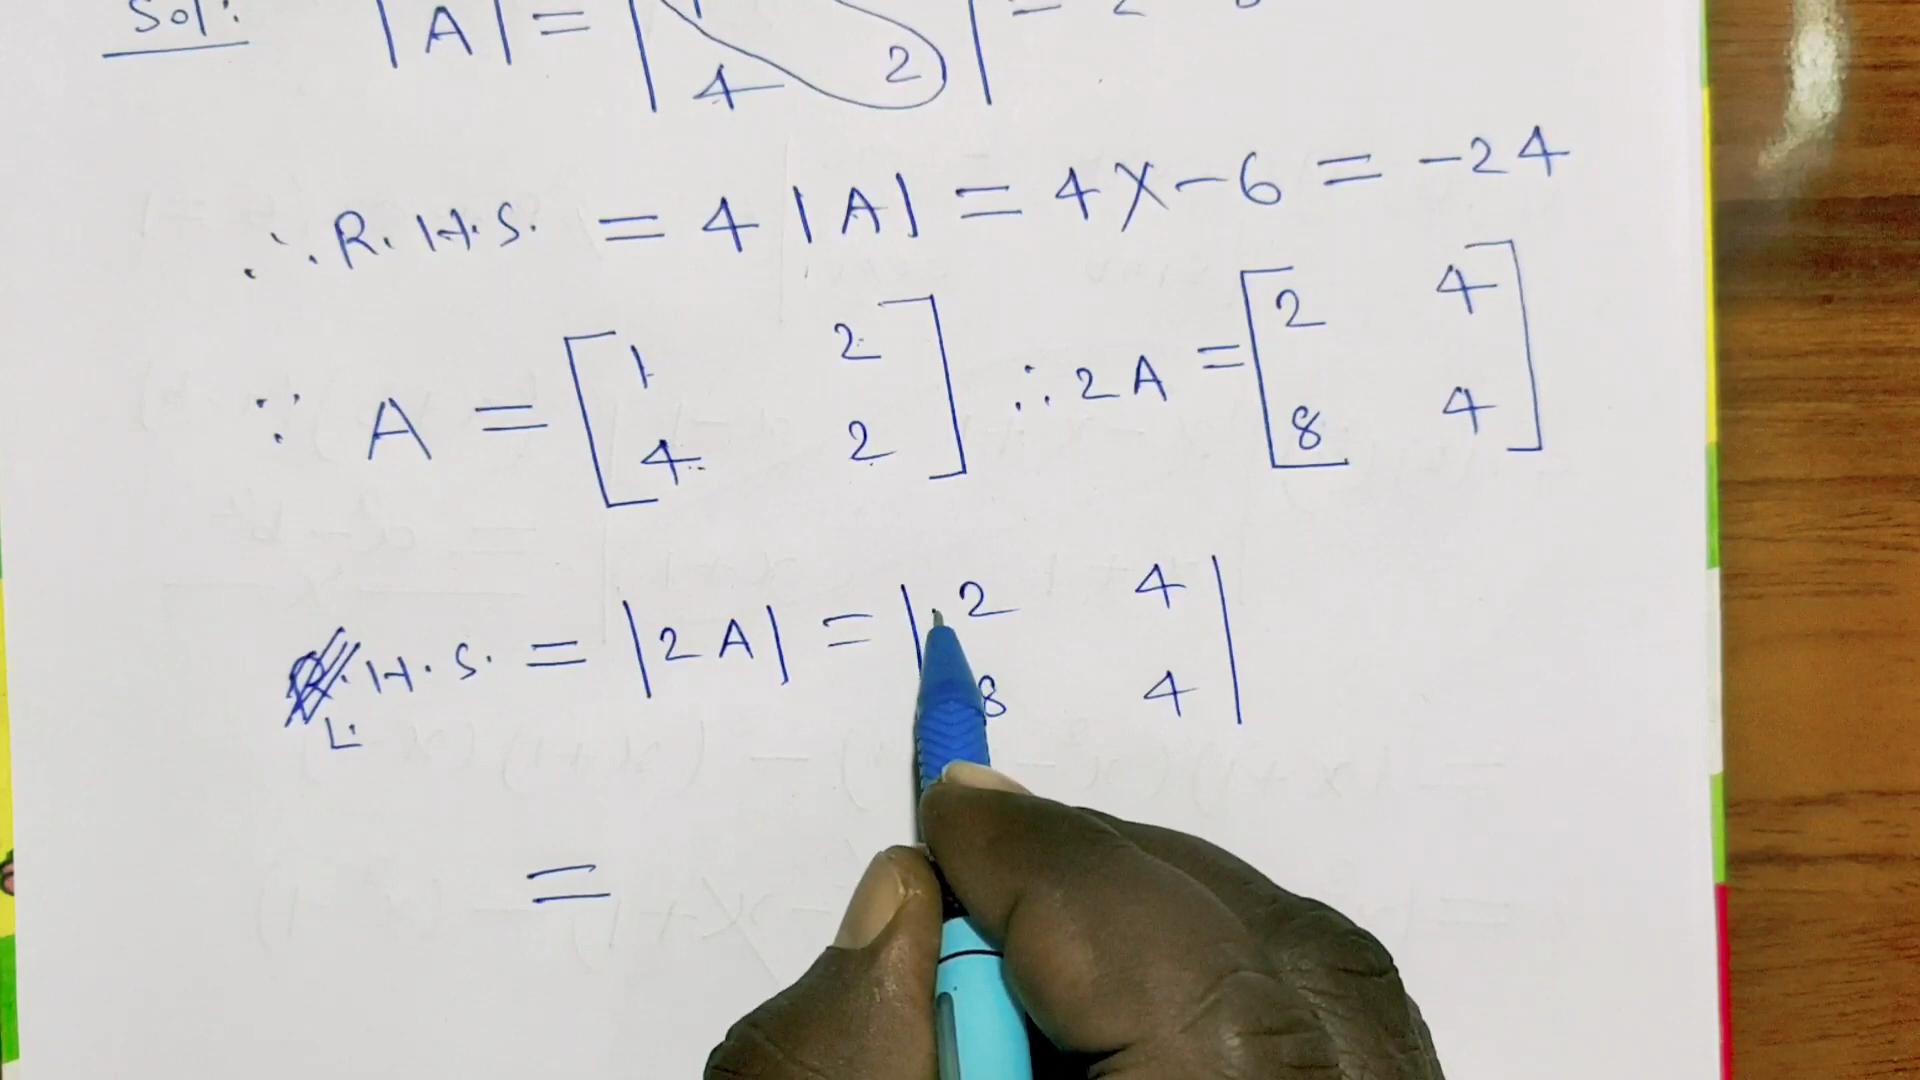 Sol:
|A| = | 4 2 | = 2
∴ R.H.S. = 4 |A| = 4 X - 6 = -24
∵ A = [ 1 2 4 2 ] ∴ 2A = [ 2 4 8 4 ]
L.H.S. = |2A| = | 2 4 8 4 |
=